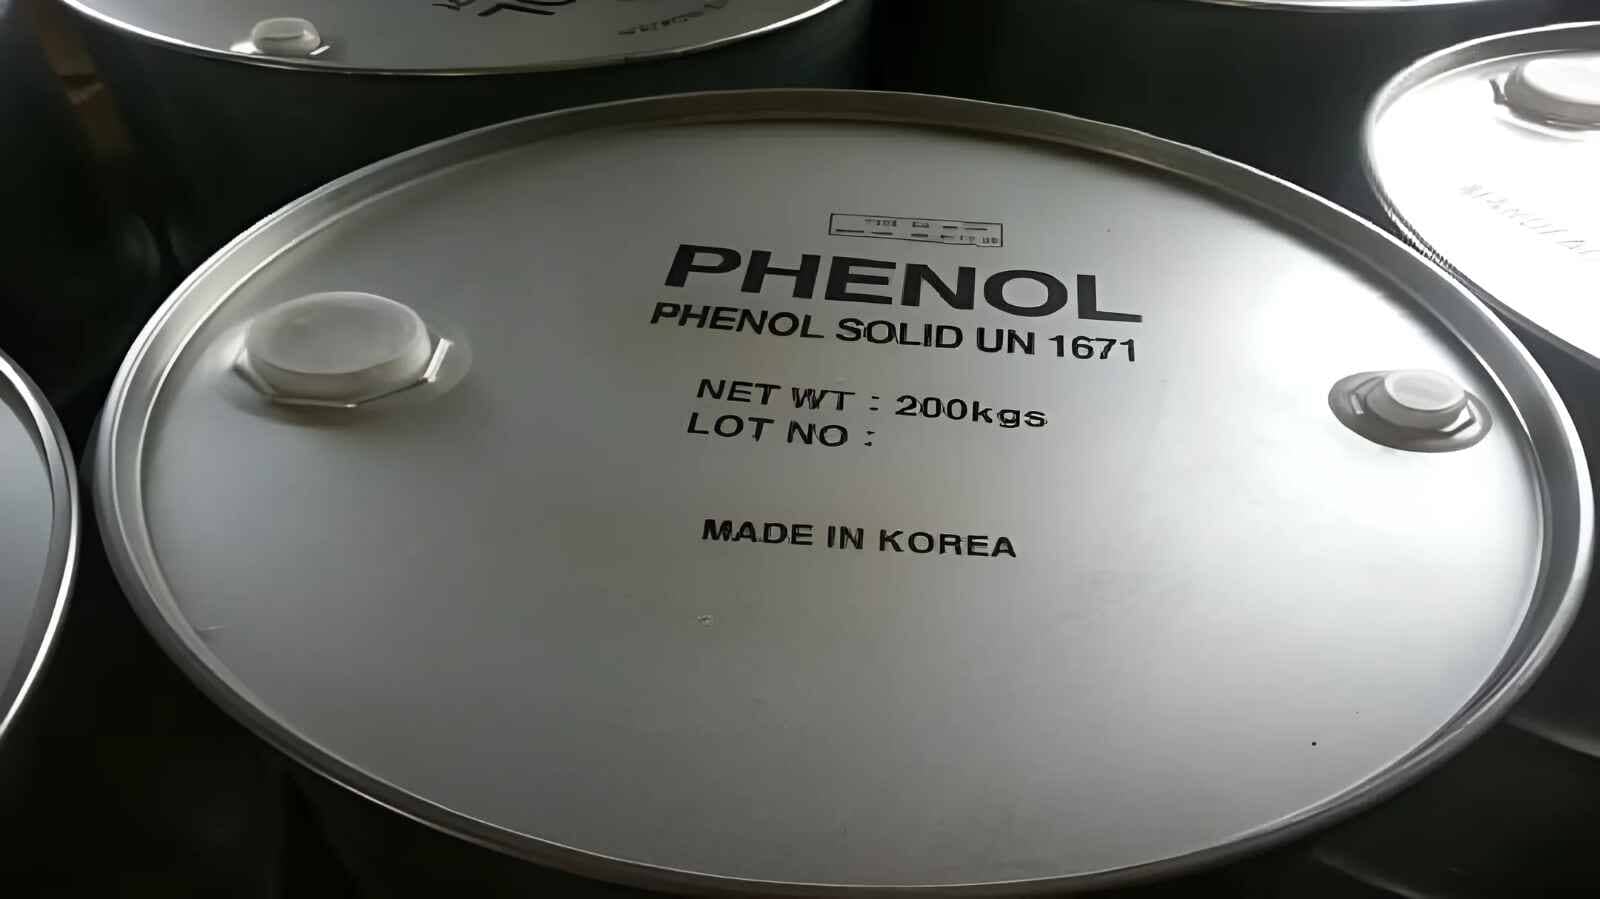 PHENOL
PHENOL SOLID UN 1671
NET WT : 200kgs
LOT NO :
MADE IN KOREA